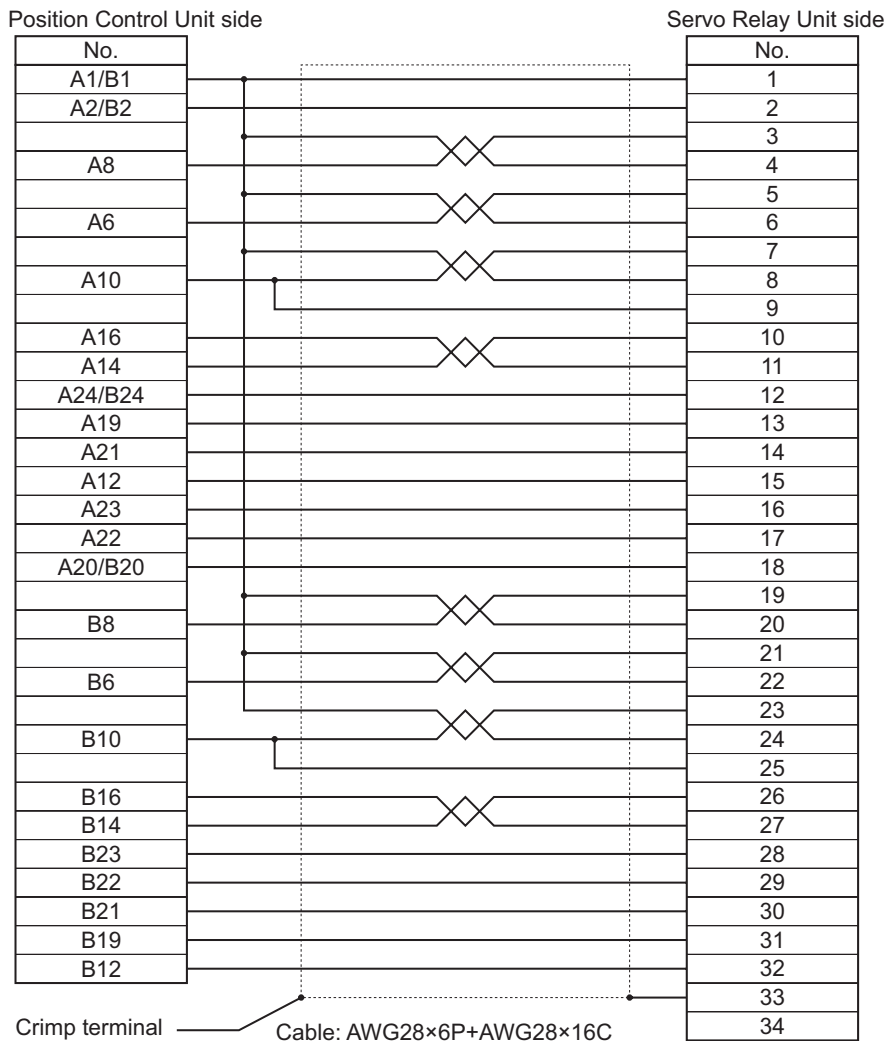 Position Control Unit side Servo Relay Unit side
No. No.
A1/B1 1
A2/B2 2
3
A8 4
5
A6 6
7
A10 8
9
A16 10
A14 11
A24/B24 12
A19 13
A21 14
A12 15
A23 16
A22 17
A20/B20 18
19
B8 20
21
B6 22
23
B10 24
25
B16 26
B14 27
B23 28
B22 29
B21 30
B19 31
B12 32
33
Crimp terminal Cable: AWG28×6P+AWG28×16C 34